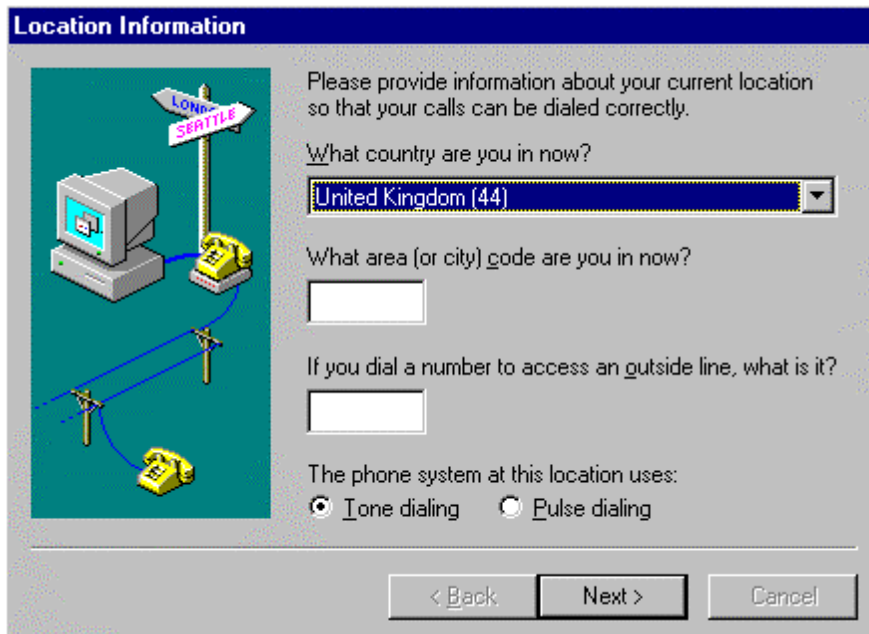 Location Information
LONDO
SEATTLE
Please provide information about your current location
so that your calls can be dialed correctly.
What country are you in now?
United Kingdom (44)
What area (or city) code are you in now?
If you dial a number to access an outside line, what is it?
The phone system at this location uses:
Tone dialing Pulse dialing
< Back Next > Cancel